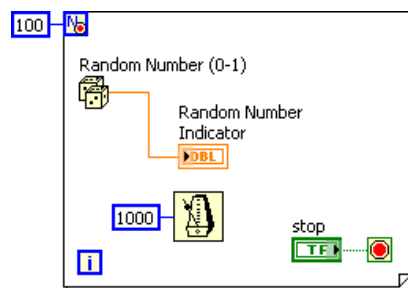 100 N
Random Number (0-1)
Random Number
Indicator
DBL
1000
stop
TF
i